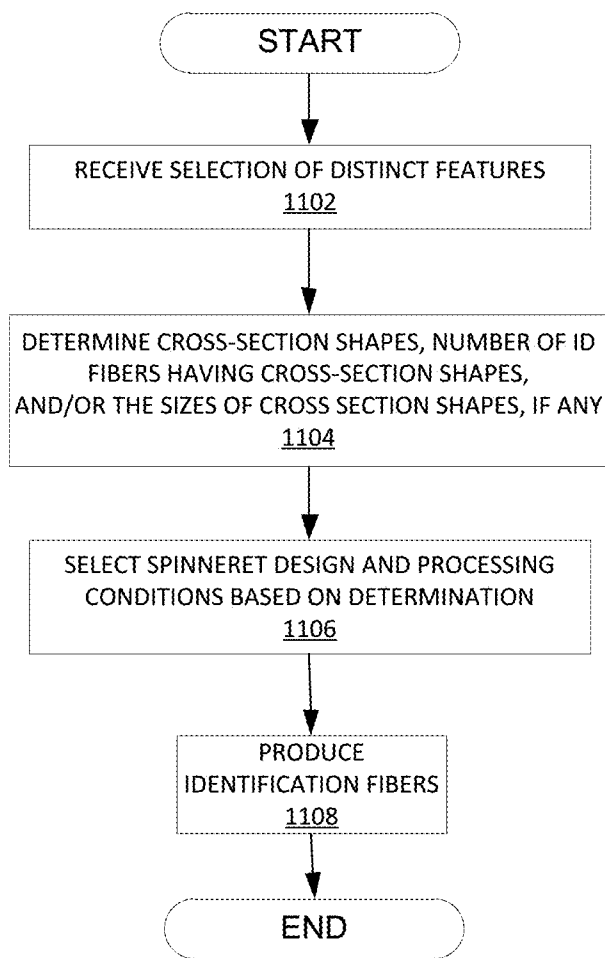 START
RECEIVE SELECTION OF DISTINCT FEATURES
1102
DETERMINE CROSS-SECTION SHAPES, NUMBER OF ID
FIBERS HAVING CROSS-SECTION SHAPES,
AND/OR THE SIZES OF CROSS SECTION SHAPES, IF ANY
1104
SELECT SPINNERET DESIGN AND PROCESSING
CONDITIONS BASED ON DETERMINATION
1106
PRODUCE
IDENTIFICATION FIBERS
1108
END